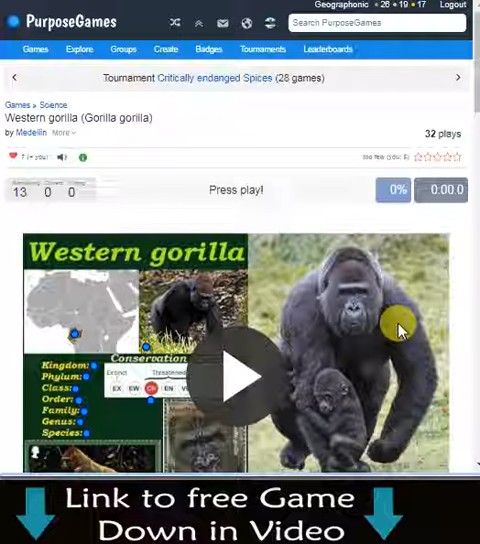 Geographonic 26 19 17 Logout
PurposeGames
Search PurposeGames
Games Explore Groups Create Badges Tournaments Leaderboards
Tournament Critically endanged Spices (28 games)
Games » Science
Western gorilla (Gorilla gorilla)
by Medellin More
32 plays
13 0 0
Press play!
0%
0:00.0
Western gorilla
Conservation
Extinct Threatened
EX EW CR EN
Kingdom:
Phylum:
Class:
Order:
Family:
Genus:
Species:
Link to free Game
Down in Video